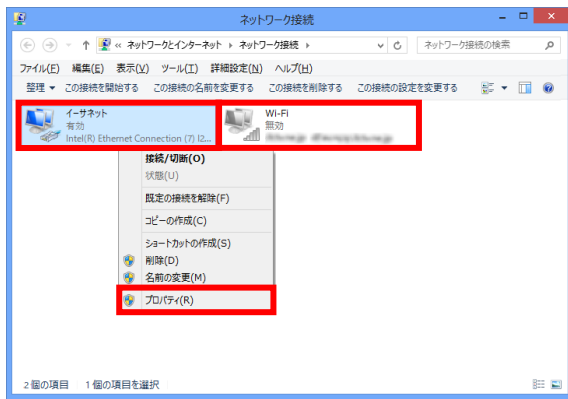 ネットワーク接続
« ネットワークとインターネット ▸ ネットワーク接続 ▸
ネットワーク接続の検索
ファイル(F) 編集(E) 表示(V) ツール(T) 詳細設定(N) ヘルプ(H)
整理 ▾ この接続を開始する この接続の名前を変更する この接続を削除する この接続の設定を変更する
イーサネット
有効
Intel(R) Ethernet Connection (7) I2...
Wi-Fi
無効
接続/切断(O)
状態(U)
既定の接続を解除(F)
コピーの作成(C)
ショートカットの作成(S)
削除(D)
名前の変更(M)
プロパティ(R)
2 個の項目 1 個の項目を選択